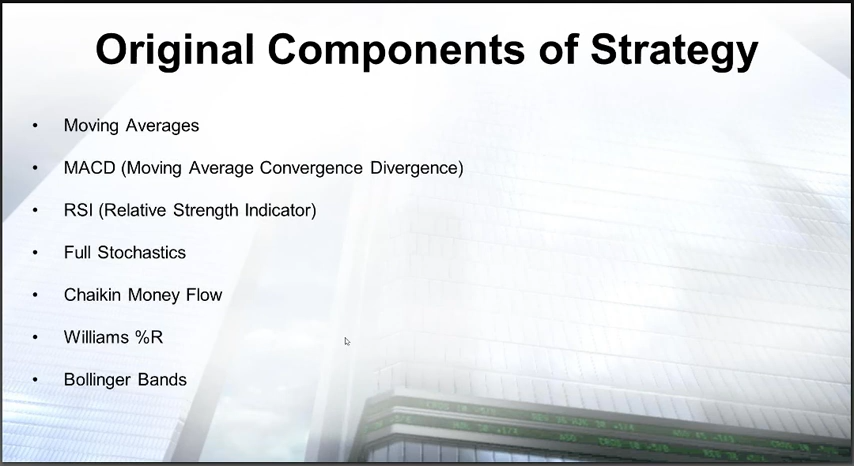 Original Components of Strategy
• Moving Averages
• MACD (Moving Average Convergence Divergence)
• RSI (Relative Strength Indicator)
• Full Stochastics
• Chaikin Money Flow
• Williams %R
• Bollinger Bands